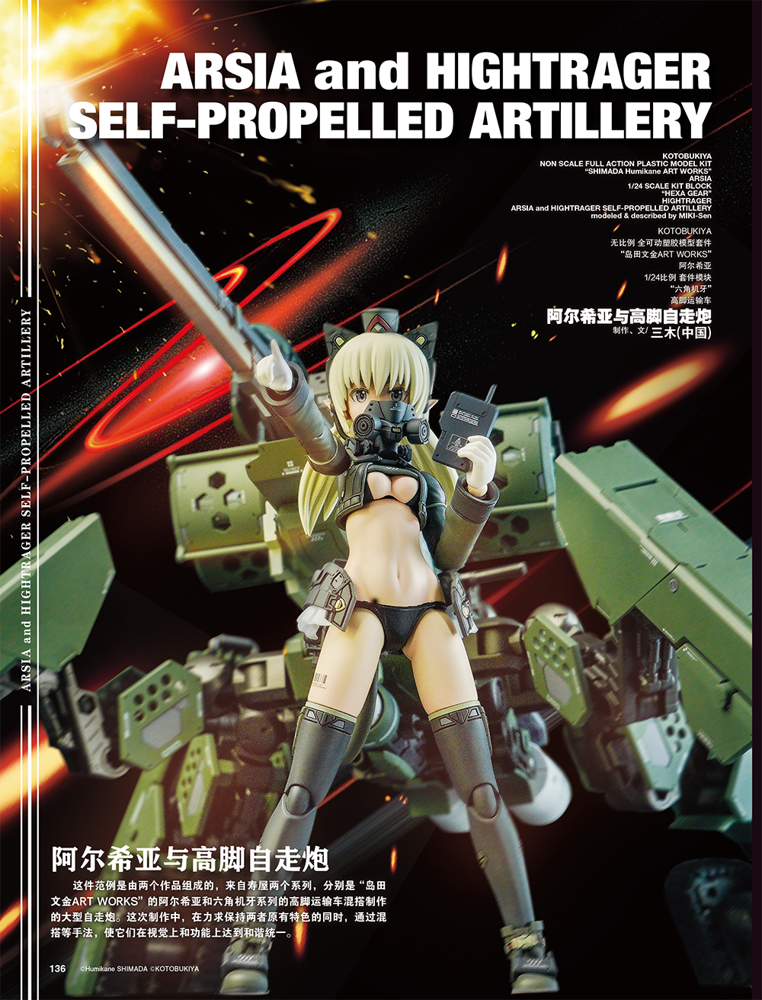 ARSIA and HIGHTRAGER
SELF-PROPELLED ARTILLERY
KOTOBUKIYA
NON SCALE FULL ACTION PLASTIC MODEL KIT
“SHIMADA Humikane ART WORKS”
ARSIA
1/24 SCALE KIT BLOCK
“HEXA GEAR”
HIGHTRAGER
ARSIA and HIGHTRAGER SELF-PROPELLED ARTILLERY
modeled & described by MIKI-Sen
KOTOBUKIYA
无比例 全可动塑胶模型套件
“岛田文金ART WORKS”
阿尔希亚
1/24比例 套件模块
“六角机牙”
高脚运输车
阿尔希亚与高脚自走炮
制作、文/ 三木(中国)
ARSIA and HIGHTRAGER SELF-PROPELLED ARTILLERY
阿尔希亚与高脚自走炮
这件范例是由两个作品组成的，来自寿屋两个系列，分别是“岛田
文金ART WORKS”的阿尔希亚和六角机牙系列的高脚运输车混搭制作
的大型自走炮。这次制作中，在力求保持两者原有特色的同时，通过混
搭等手法，使它们在视觉上和功能上达到和谐统一。
136 ©Humikane SHIMADA ©KOTOBUKIYA